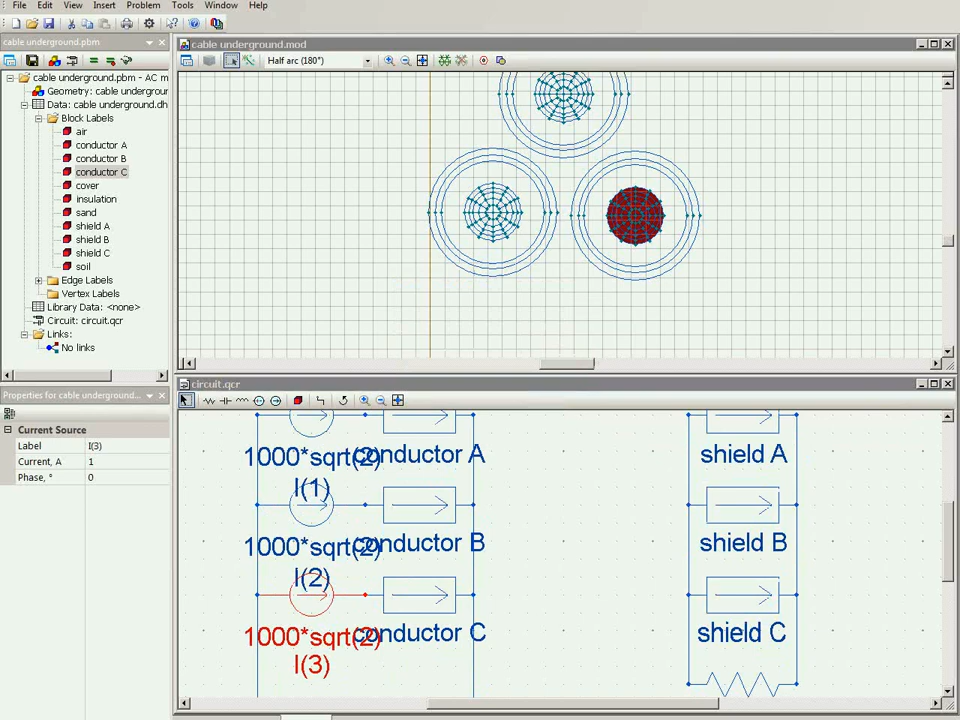 File Edit View Insert Problem Tools Window Help
cable underground.pbm
cable underground.pbm - AC m
Geometry: cable undergroun
Data: cable underground.dh
Block Labels
air
conductor A
conductor B
conductor C
cover
insulation
sand
shield A
shield B
shield C
soil
Edge Labels
Vertex Labels
Library Data: <none>
Circuit: circuit.qcr
Links:
No links
Properties for cable underground...
Current Source
Label I(3)
Current, A 1
Phase, ° 0
cable underground.mod
Half arc (180°)
circuit.qcr
1000*sqrt(2) conductor A shield A
I(1)
1000*sqrt(2) conductor B shield B
I(2)
1000*sqrt(2) conductor C shield C
I(3)